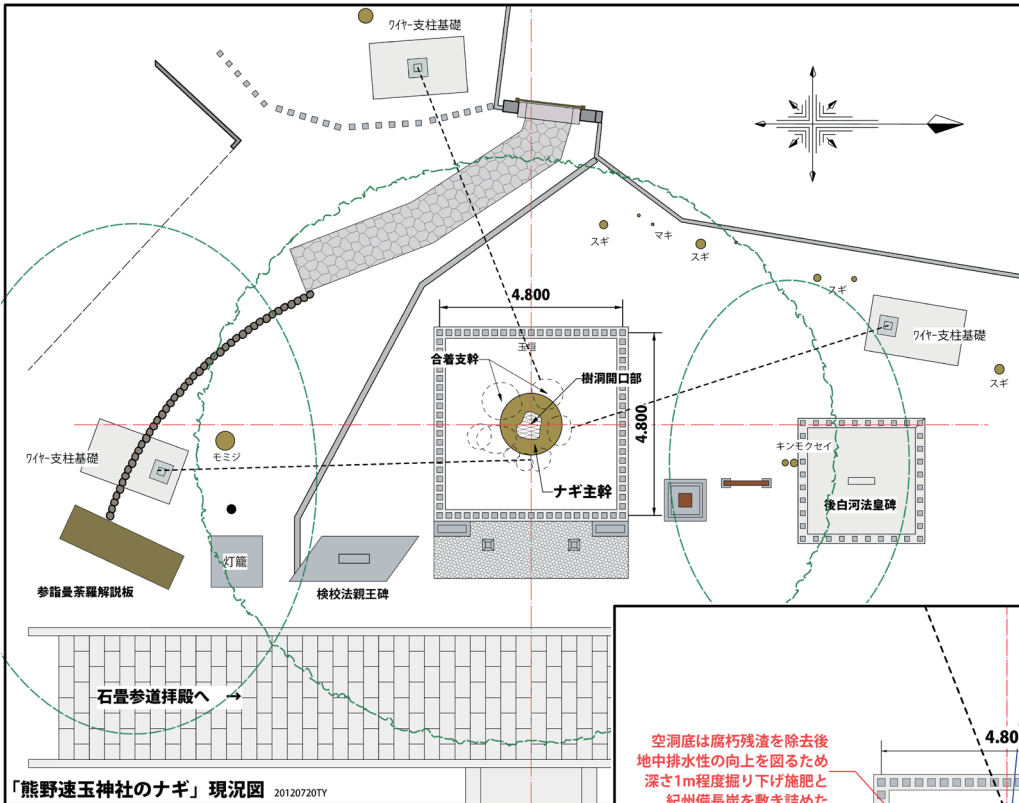 ワイヤー支柱基礎
スギ
マキ
スギ
スギ
4.800
玉垣
合着支幹
樹洞開口部
4.800
ワイヤー支柱基礎
スギ
ワイヤー支柱基礎
モミジ
ナギ主幹
キンモクセイ
後白河法皇碑
灯籠
参詣曼荼羅解説板
検校法親王碑
石畳参道拝殿へ →
4.80
空洞底は腐朽残渣を除去後
地中排水性の向上を図るため
深さ1m程度掘り下げ施肥と
紀州備長炭を敷き詰めた
「熊野速玉神社のナギ」現況図 20120720TY